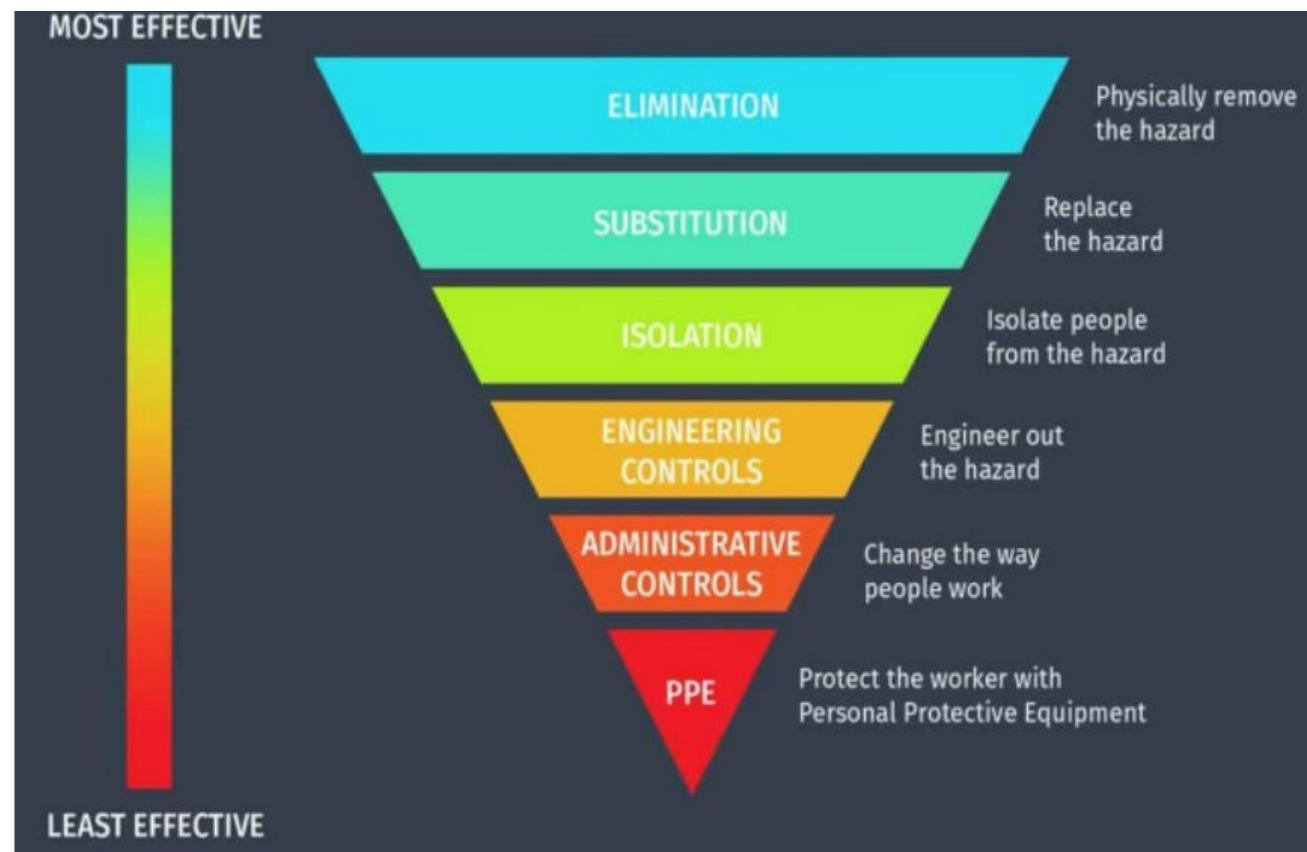 MOST EFFECTIVE
ELIMINATION
Physically remove
the hazard
SUBSTITUTION
Replace
the hazard
ISOLATION
Isolate people
from the hazard
ENGINEERING
CONTROLS
Engineer out
the hazard
ADMINISTRATIVE
CONTROLS
Change the way
people work
PPE
Protect the worker with
Personal Protective Equipment
LEAST EFFECTIVE